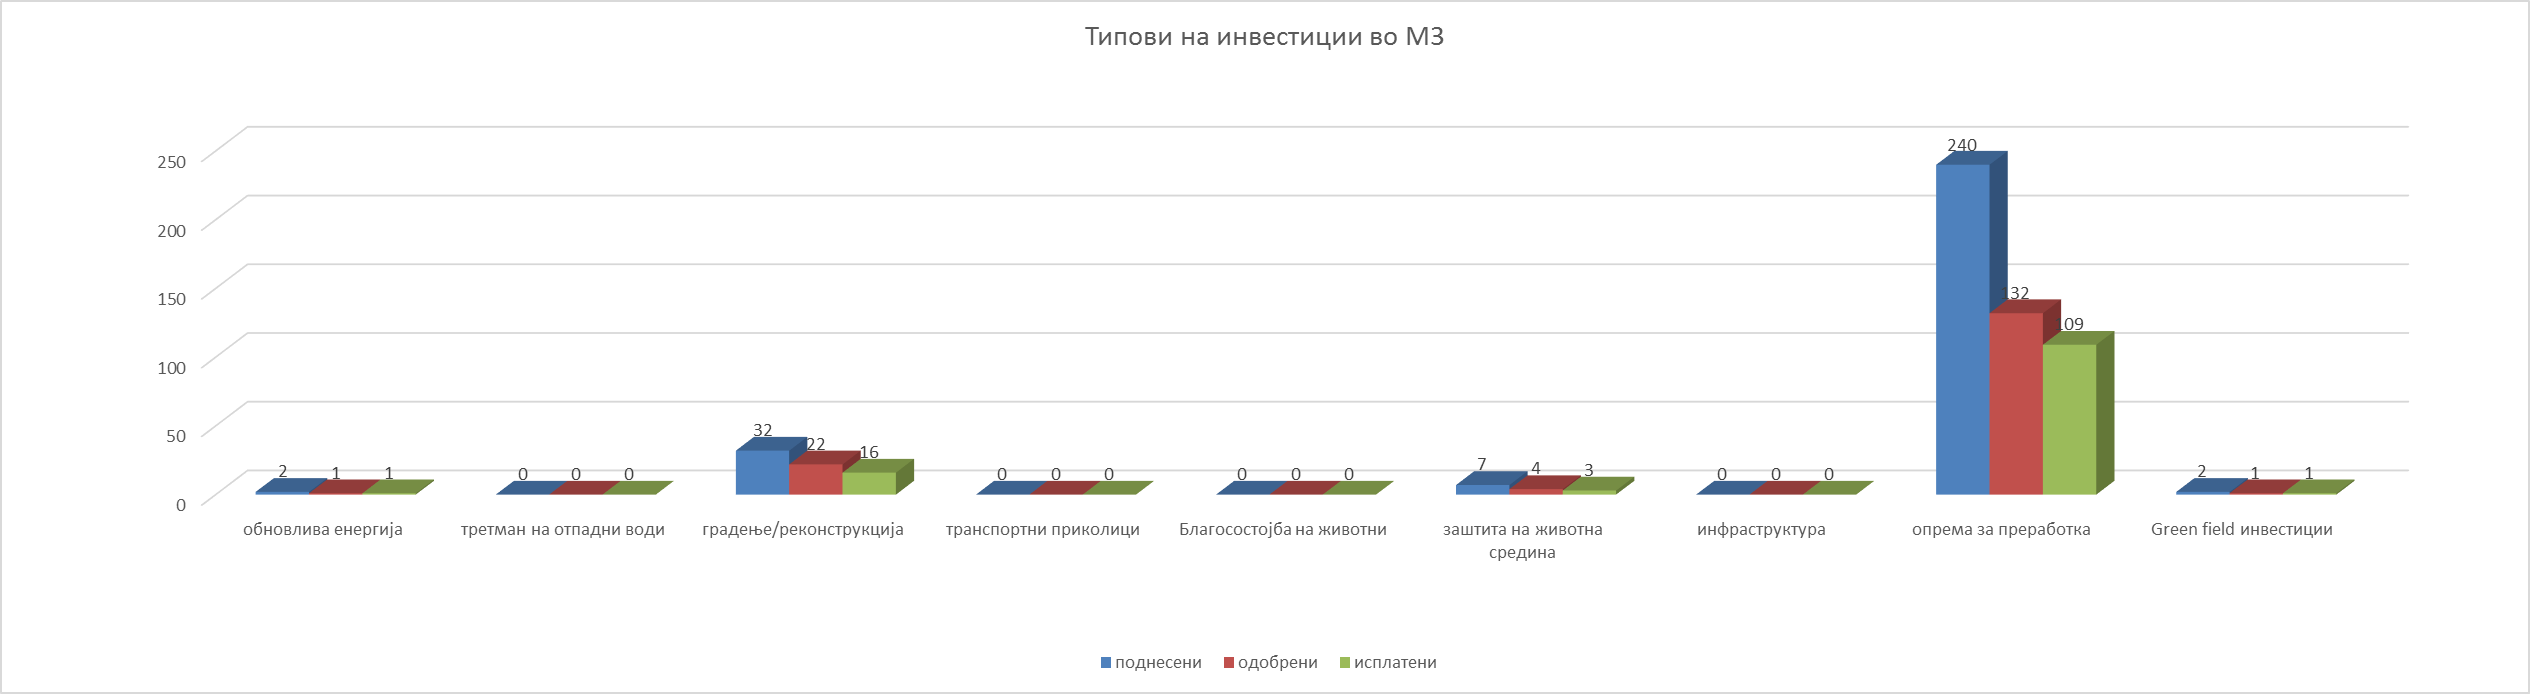 Типови на инвестиции во М3
250
200
150
100
50
0
2 1 1
0 0 0
32 22 16
0 0 0
0 0 0
7 4 3
0 0 0
240 132 109
2 1 1
обновлива енергија
третман на отпадни води
градење/реконструкција
транспортни приколици
Благосостојба на животни
заштита на животна
средина
инфраструктура
опрема за преработка
Green field инвестиции
поднесени одобрени исплатени